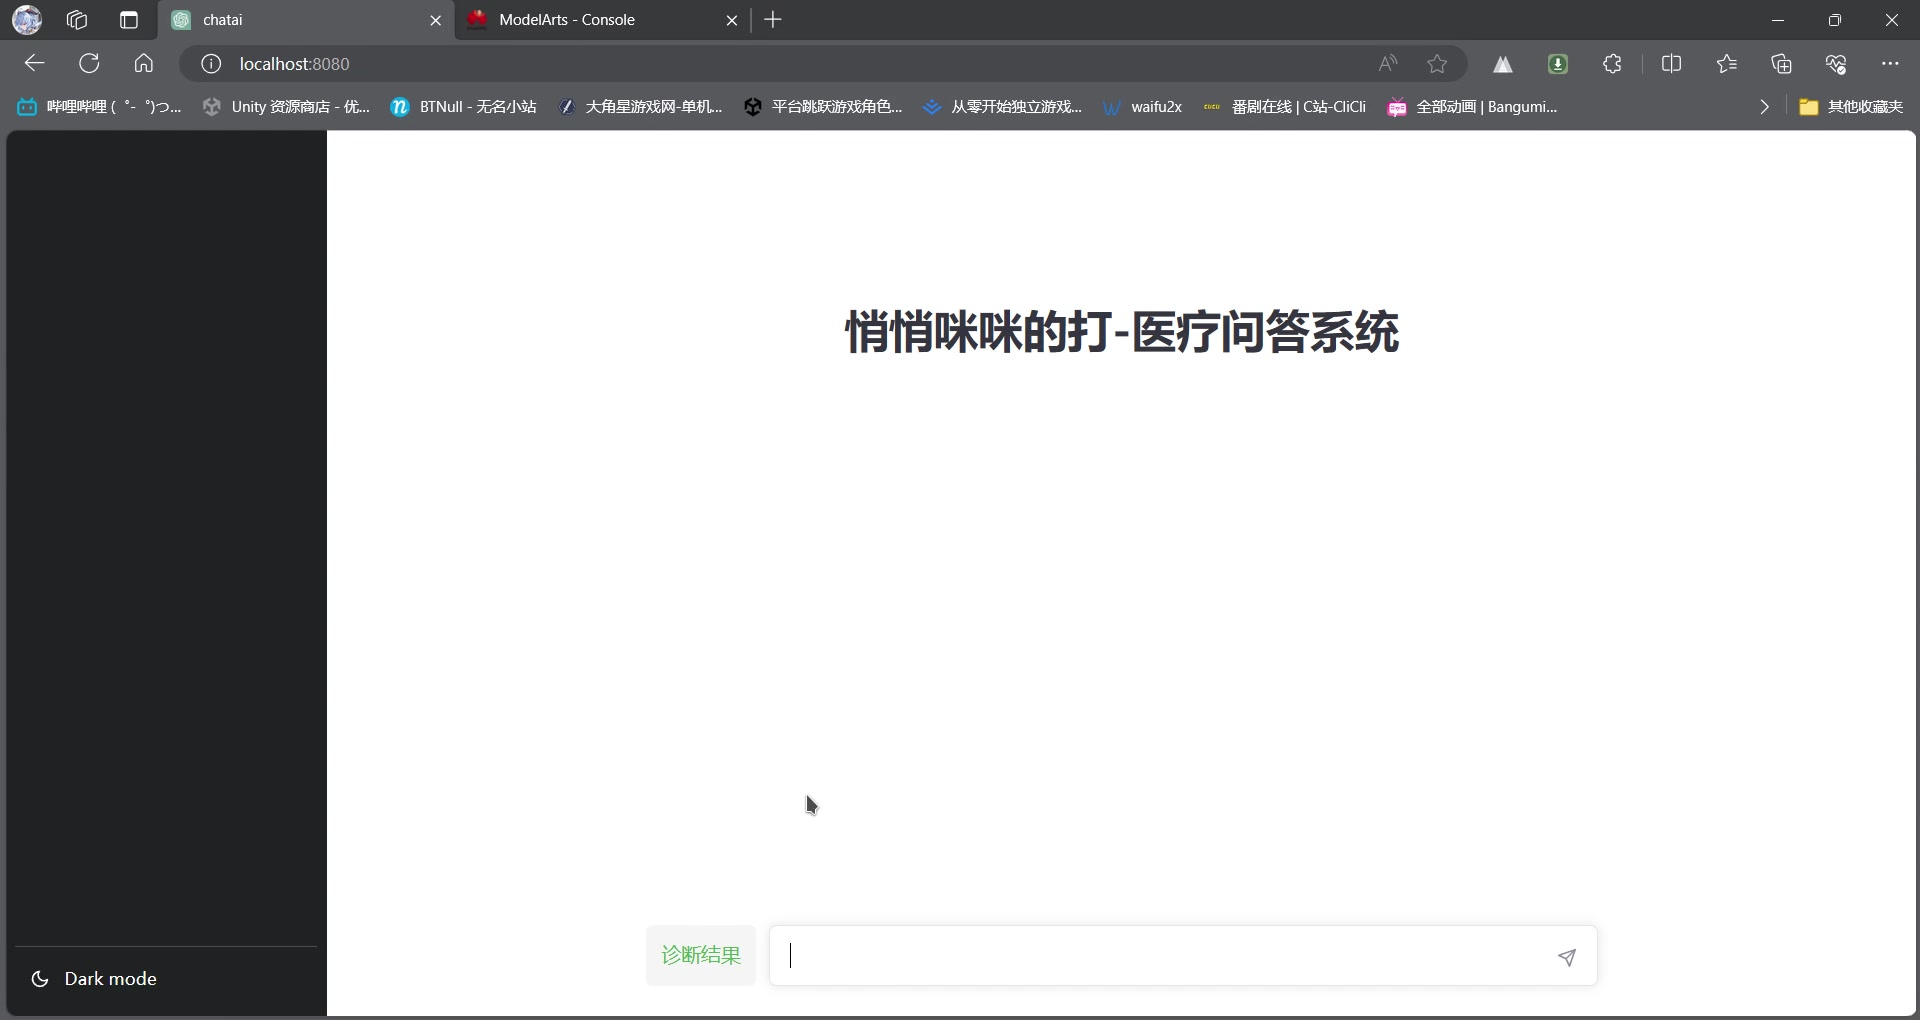 chatai
ModelArts - Console
localhost:8080
哔哩哔哩 ( ゜- ゜)つ...
Unity 资源商店 - 优...
BTNull - 无名小站
大角星游戏网-单机...
平台跳跃游戏角色...
从零开始独立游戏...
waifu2x
番剧在线 | C站-CliCli
全部动画 | Bangumi...
其他收藏夹
悄悄咪咪的打-医疗问答系统
诊断结果
Dark mode